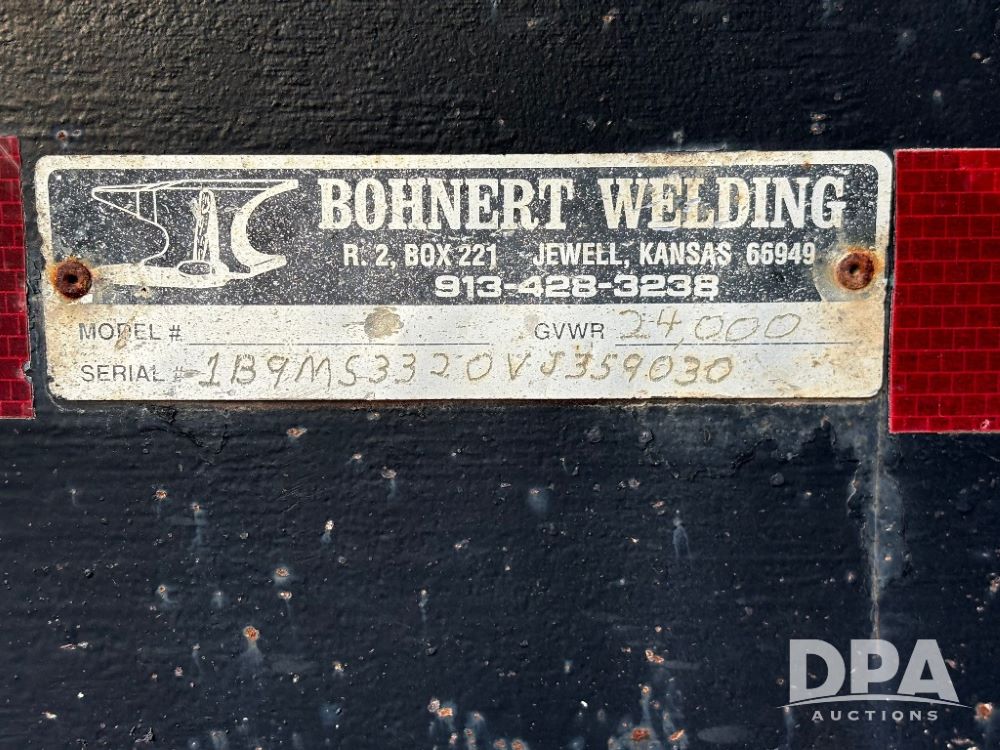 BOHNERT WELDING
R. 2, BOX 221 JEWELL, KANSAS 66949
913-428-3238
MODEL # GVWR 24,000
SERIAL # 1B9MS3320VJ359030
DPA
AUCTIONS